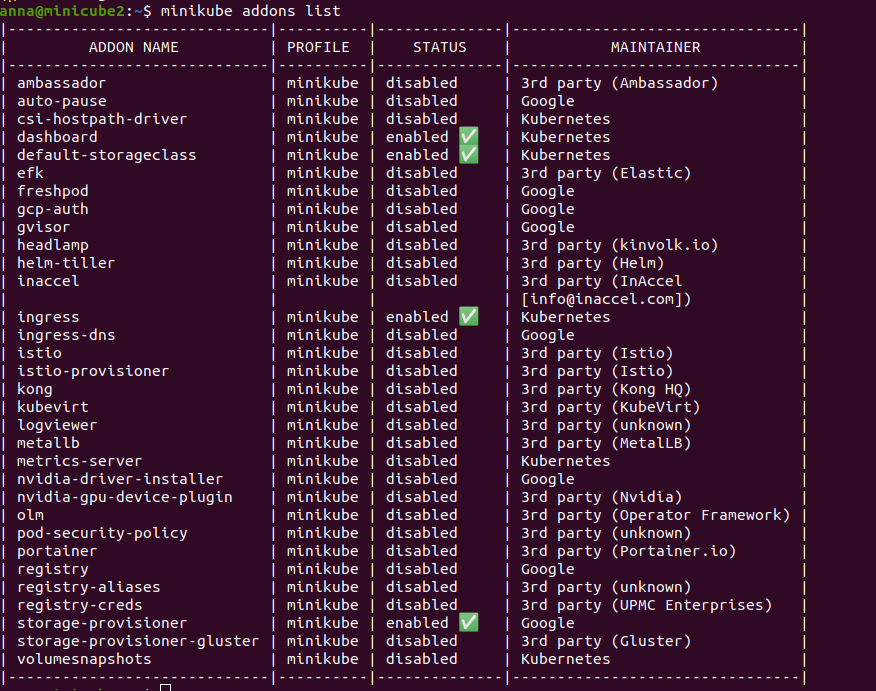 anna@minicube2:~$ minikube addons list
|-----------------------------|----------|--------------|--------------------------------|
|         ADDON NAME          | PROFILE  |    STATUS    |           MAINTAINER           |
|-----------------------------|----------|--------------|--------------------------------|
| ambassador                  | minikube | disabled     | 3rd party (Ambassador)         |
| auto-pause                  | minikube | disabled     | Google                         |
| csi-hostpath-driver         | minikube | disabled     | Kubernetes                     |
| dashboard                   | minikube | enabled ✅   | Kubernetes                     |
| default-storageclass        | minikube | enabled ✅   | Kubernetes                     |
| efk                         | minikube | disabled     | 3rd party (Elastic)            |
| freshpod                    | minikube | disabled     | Google                         |
| gcp-auth                    | minikube | disabled     | Google                         |
| gvisor                      | minikube | disabled     | Google                         |
| headlamp                    | minikube | disabled     | 3rd party (kinvolk.io)         |
| helm-tiller                 | minikube | disabled     | 3rd party (Helm)               |
| inaccel                     | minikube | disabled     | 3rd party (InAccel             |
|                             |          |              | [info@inaccel.com])            |
| ingress                     | minikube | enabled ✅   | Kubernetes                     |
| ingress-dns                 | minikube | disabled     | Google                         |
| istio                       | minikube | disabled     | 3rd party (Istio)              |
| istio-provisioner           | minikube | disabled     | 3rd party (Istio)              |
| kong                        | minikube | disabled     | 3rd party (Kong HQ)            |
| kubevirt                    | minikube | disabled     | 3rd party (KubeVirt)           |
| logviewer                   | minikube | disabled     | 3rd party (unknown)            |
| metallb                     | minikube | disabled     | 3rd party (MetalLB)            |
| metrics-server              | minikube | disabled     | Kubernetes                     |
| nvidia-driver-installer     | minikube | disabled     | Google                         |
| nvidia-gpu-device-plugin    | minikube | disabled     | 3rd party (Nvidia)             |
| olm                         | minikube | disabled     | 3rd party (Operator Framework) |
| pod-security-policy         | minikube | disabled     | 3rd party (unknown)            |
| portainer                   | minikube | disabled     | 3rd party (Portainer.io)       |
| registry                    | minikube | disabled     | Google                         |
| registry-aliases            | minikube | disabled     | 3rd party (unknown)            |
| registry-creds              | minikube | disabled     | 3rd party (UPMC Enterprises)   |
| storage-provisioner         | minikube | enabled ✅   | Google                         |
| storage-provisioner-gluster | minikube | disabled     | 3rd party (Gluster)            |
| volumesnapshots             | minikube | disabled     | Kubernetes                     |
|-----------------------------|----------|--------------|--------------------------------|